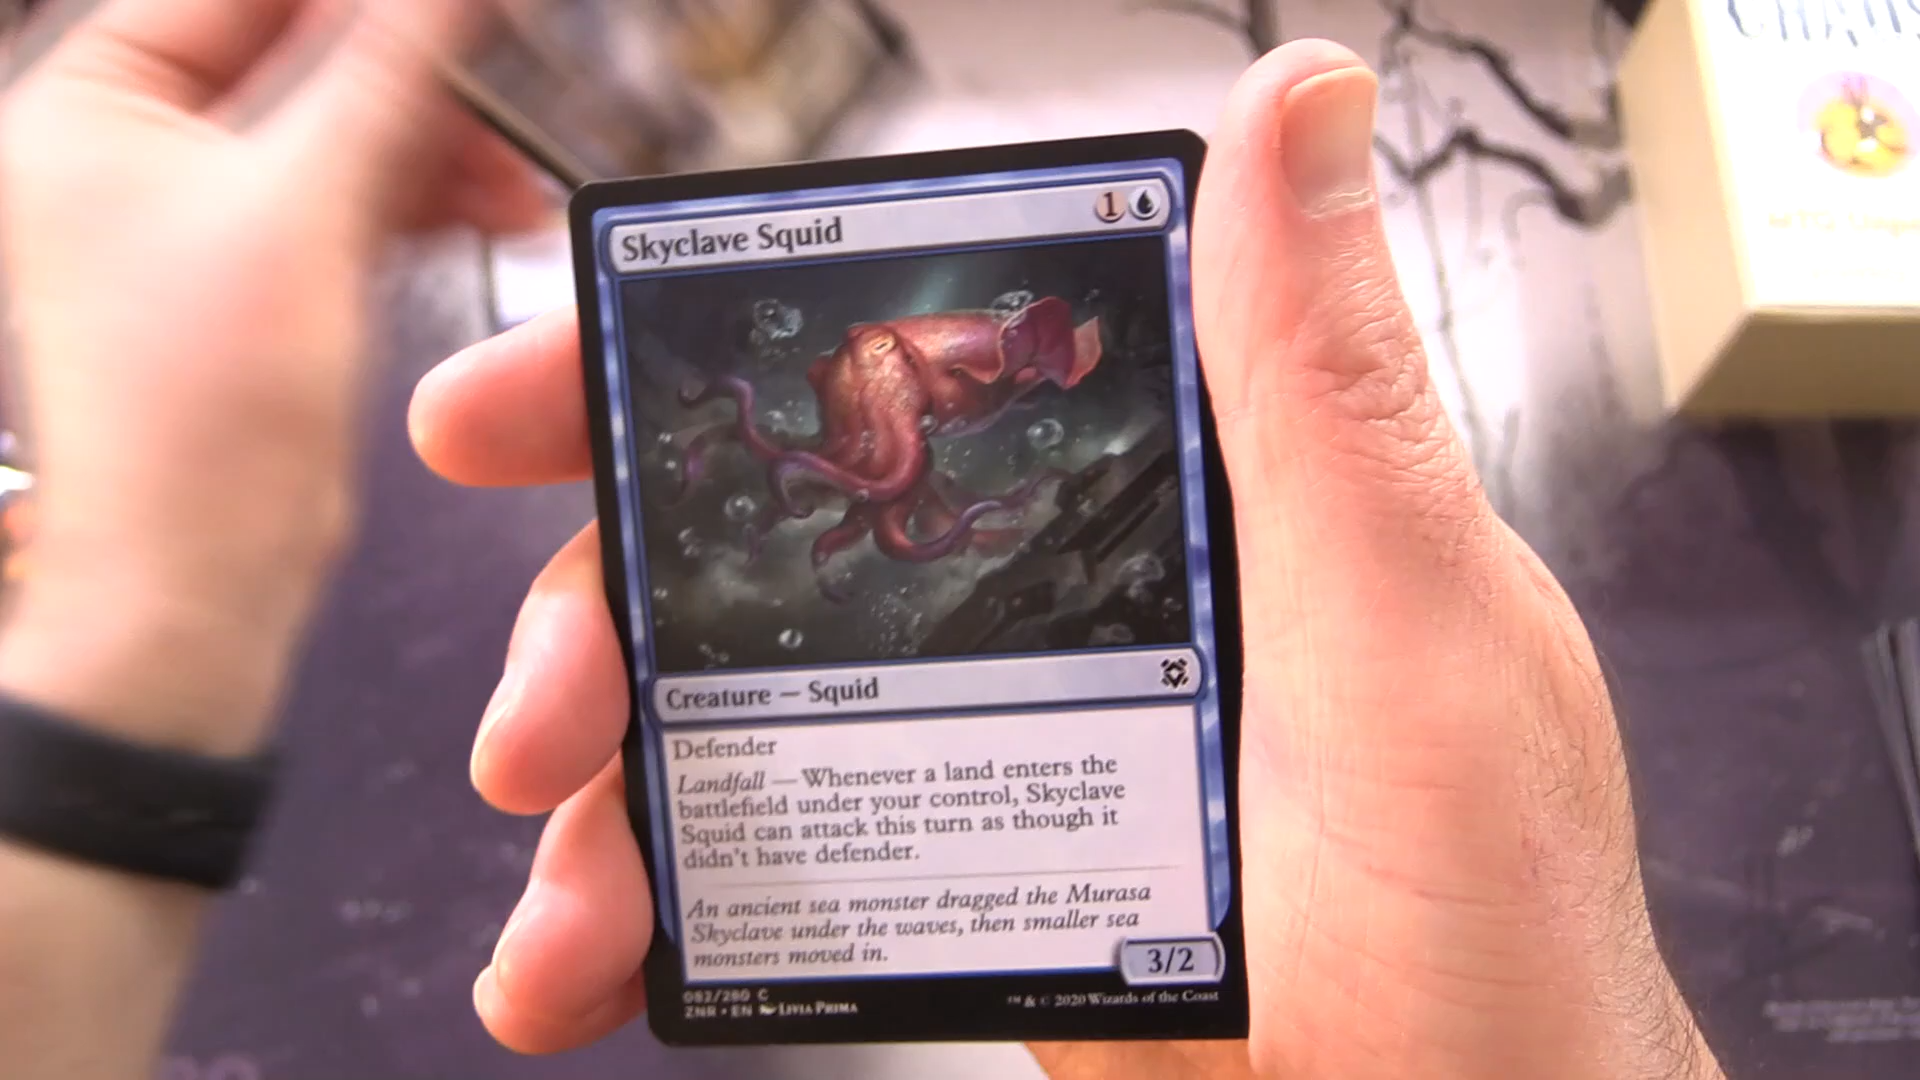 Skyclave Squid
1
Creature — Squid
Defender
Landfall — Whenever a land enters the
battlefield under your control, Skyclave
Squid can attack this turn as though it
didn't have defender.
An ancient sea monster dragged the Murasa
Skyclave under the waves, then smaller sea
monsters moved in.
3/2
082/280 C
ZNR • EN LIVIA PRIMA
™ & © 2020 Wizards of the Coast